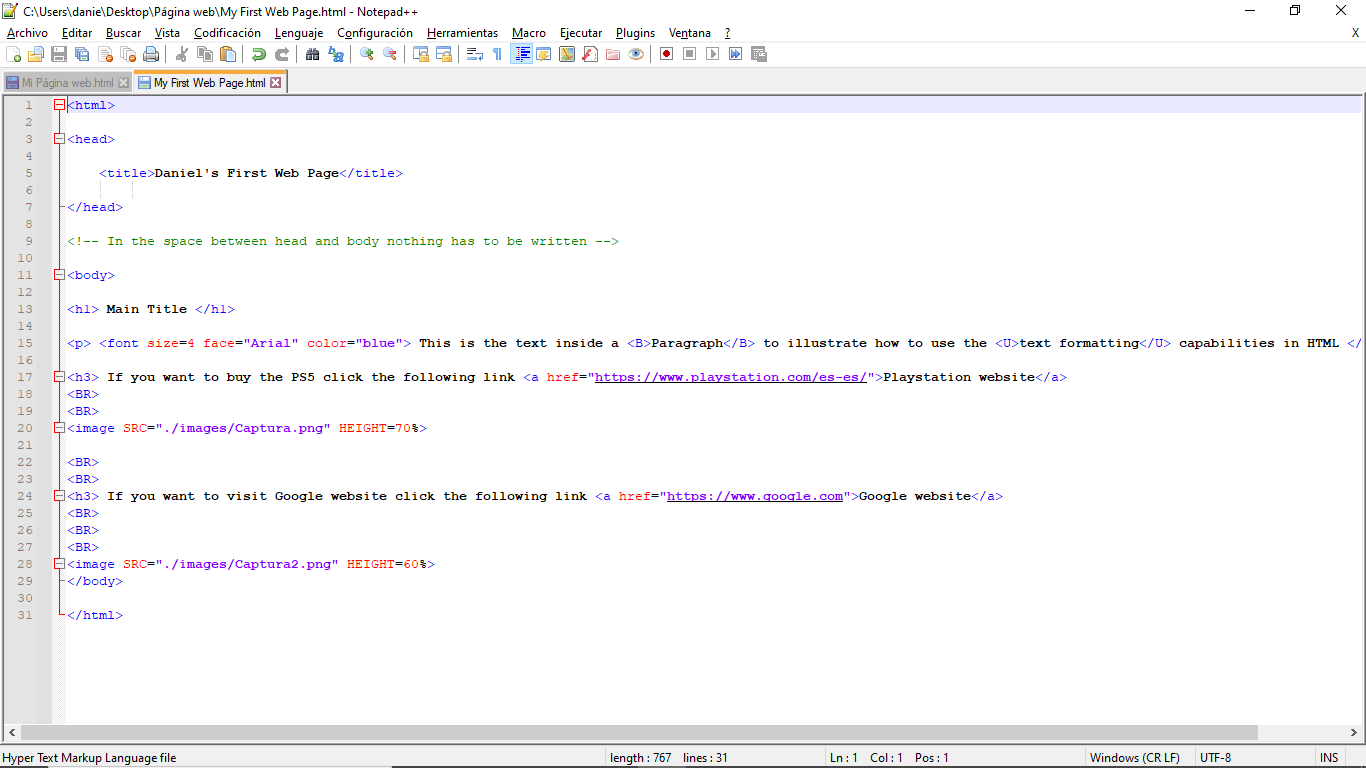 C:\Users\danie\Desktop\Página web\My First Web Page.html - Notepad++
Archivo Editar Buscar Vista Codificación Lenguaje Configuración Herramientas Macro Ejecutar Plugins Ventana ? X
Mi Página web.html My First Web Page.html
1 <html>
2
3 <head>
4
5 <title>Daniel's First Web Page</title>
6
7 </head>
8
9 <!-- In the space between head and body nothing has to be written -->
10
11 <body>
12
13 <h1> Main Title </h1>
14
15 <p> <font size=4 face="Arial" color="blue"> This is the text inside a <B>Paragraph</B> to illustrate how to use the <U>text formatting</U> capabilities in HTML </
16
17 <h3> If you want to buy the PS5 click the following link <a href="https://www.playstation.com/es-es/">Playstation website</a>
18 <BR>
19 <BR>
20 <image SRC="./images/Captura.png" HEIGHT=70%>
21
22 <BR>
23 <BR>
24 <h3> If you want to visit Google website click the following link <a href="https://www.google.com">Google website</a>
25 <BR>
26 <BR>
27 <BR>
28 <image SRC="./images/Captura2.png" HEIGHT=60%>
29 </body>
30
31 </html>
Hyper Text Markup Language file length : 767 lines : 31 Ln : 1 Col : 1 Pos : 1 Windows (CR LF) UTF-8 INS